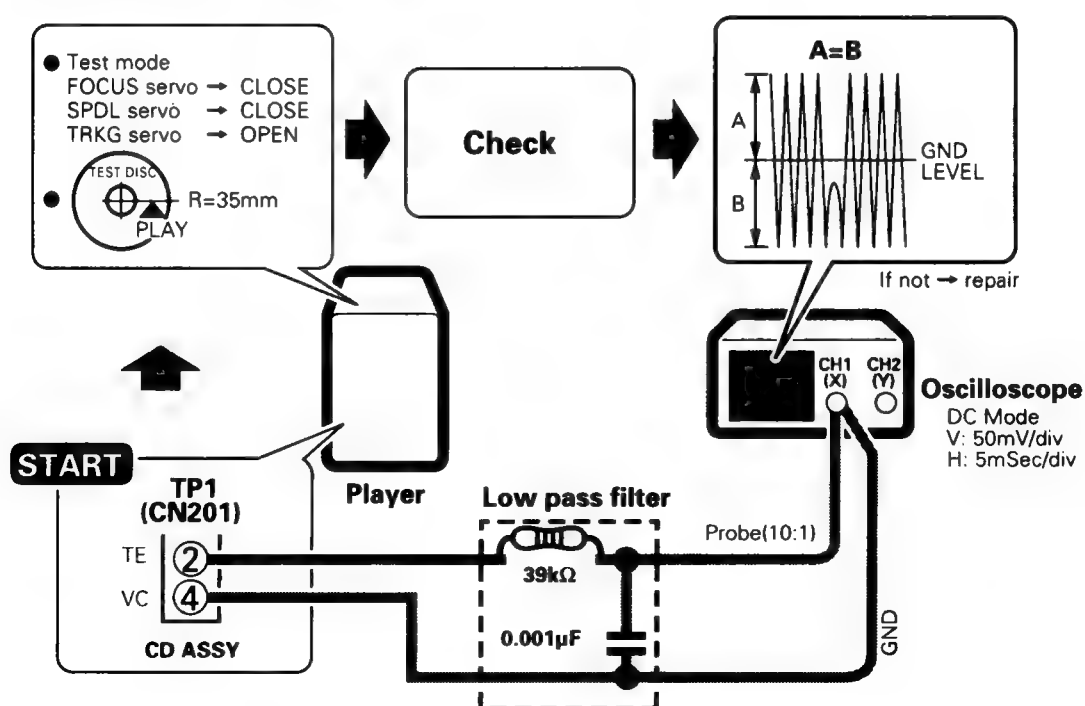 ● Test mode
FOCUS servo → CLOSE
SPDL servo → CLOSE
TRKG servo → OPEN
● TEST DISC
R=35mm
PLAY
Check
A=B
A
B
GND
LEVEL
If not → repair
CH1
(X)
CH2
(Y)
Oscilloscope
DC Mode
V: 50mV/div
H: 5mSec/div
START
Player
TP1
(CN201)
TE 2
VC 4
CD ASSY
Low pass filter
39kΩ
0.001μF
Probe(10:1)
GND